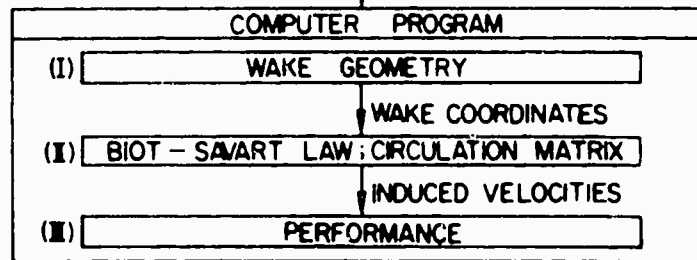 COMPUTER PROGRAM
(I) WAKE GEOMETRY
WAKE COORDINATES
(II) BIOT - SAVART LAW; CIRCULATION MATRIX
INDUCED VELOCITIES
(III) PERFORMANCE